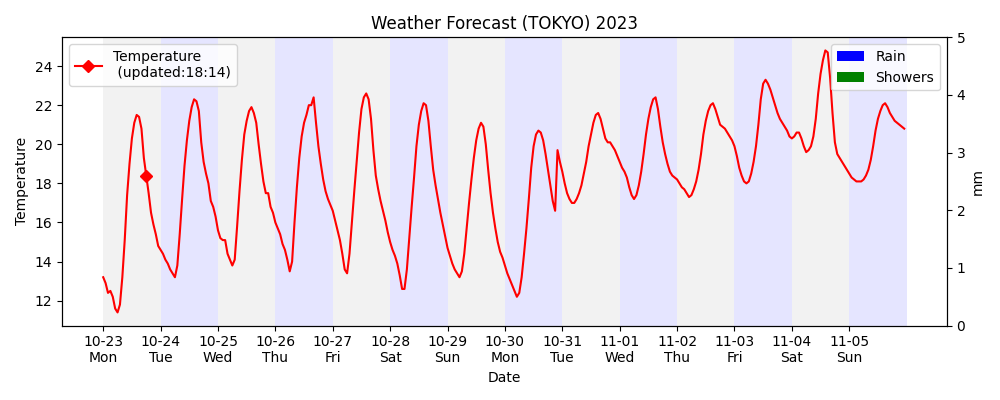 Weather Forecast (TOKYO) 2023
Temperature
(updated:18:14)
Rain
Showers
Temperature
24
22
20
18
16
14
12
5
4
3
2
1
0
mm
10-23 10-24 10-25 10-26 10-27 10-28 10-29 10-30 10-31 11-01 11-02 11-03 11-04 11-05
Mon Tue Wed Thu Fri Sat Sun Mon Tue Wed Thu Fri Sat Sun
Date